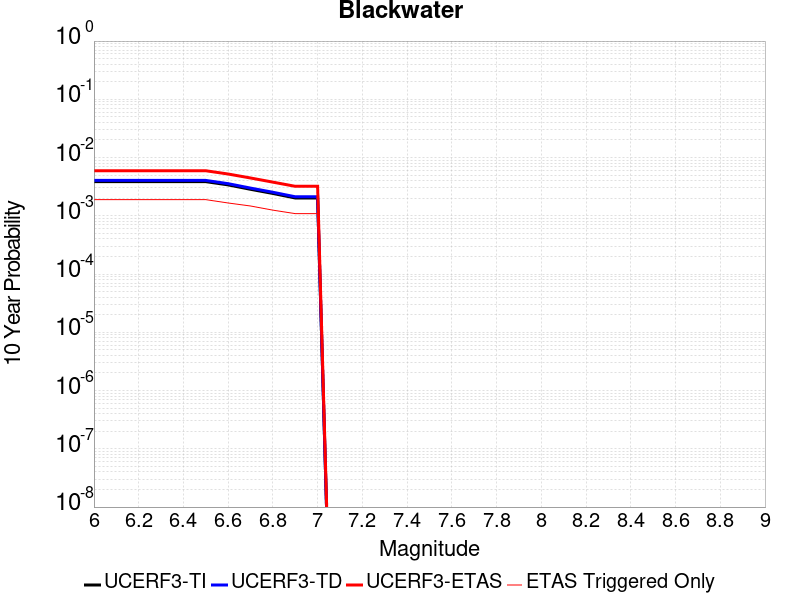 Blackwater
10 0
10 -1
10 -2
10 -3
10 -4
10 -5
10 -6
10 -7
10 -8
10 Year Probability
6 6.2 6.4 6.6 6.8 7 7.2 7.4 7.6 7.8 8 8.2 8.4 8.6 8.8 9
Magnitude
UCERF3-TI UCERF3-TD UCERF3-ETAS ETAS Triggered Only